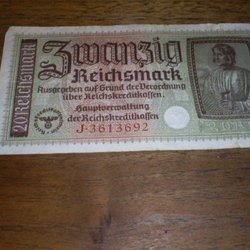 20 Reichsmark
Zwanzig
Reichsmark
Ausgegeben auf Grund der Verordnung
über Reichskreditkassen.
Hauptverwaltung
der Reichskreditkassen
J·3613692